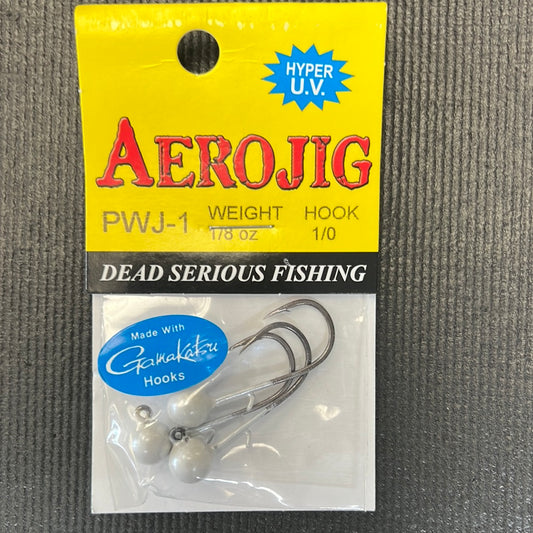 HYPER
U.V.
AEROJIG
PWJ-1 WEIGHT HOOK
1/8 oz 1/0
DEAD SERIOUS FISHING
Made With
Gamakatsu
Hooks